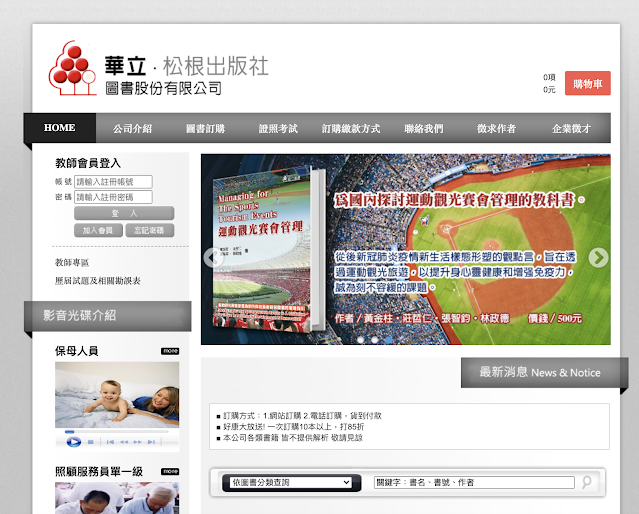 華立．松根出版社
圖書股份有限公司
0項
0元
購物車
HOME
公司介紹
圖書訂購
證照考試
訂購繳款方式
聯絡我們
徵求作者
企業徵才
教師會員登入
帳號 請輸入註冊帳號
密碼 請輸入註冊密碼
登 入
加入會員 忘記密碼
教師專區
歷屆試題及相關勘誤表
影音光碟介紹
保母人員 more
照顧服務員單一級 more
Managing for
The Sports
Tourism Events
運動觀光賽會管理
爲國內探討運動觀光賽會管理的教科書。
從後新冠肺炎疫情新生活樣態形塑的觀點言，旨在透
過運動觀光旅遊，以提升身心靈健康和增强免疫力，
誠為刻不容緩的課題。
作者／黃金柱・莊哲仁・張智鈞・林政德 價錢／500元
最新消息 News & Notice
■ 訂購方式：1.網站訂購 2.電話訂購，貨到付款
■ 好康大放送! 一次訂購10本以上，打85折
■ 本公司各類書籍 皆不提供解析 敬請見諒
依圖書分類查詢
關鍵字：書名、書號、作者